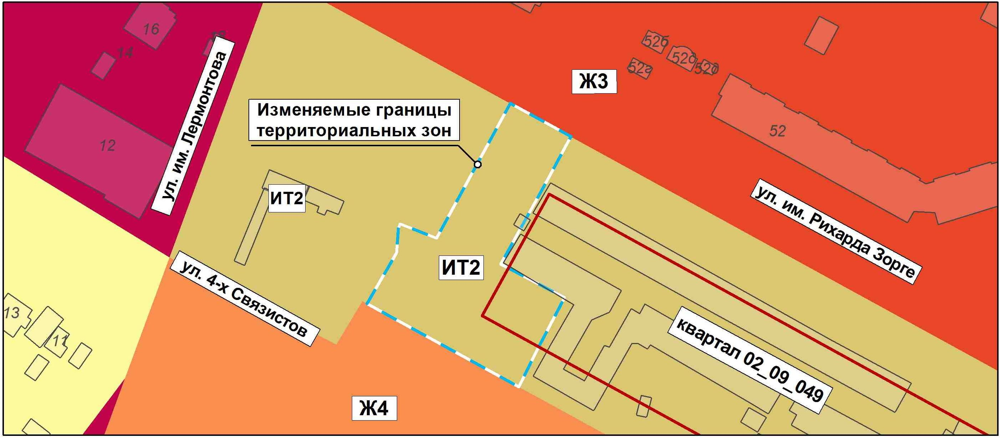 16
14
12
ул. им. Лермонтова
Изменяемые границы
территориальных зон
Ж3
52б
52г
52д
52
ул. им. Рихарда Зорге
ИТ2
ИТ2
ул. 4-х Связистов
квартал 02_09_049
13
11
Ж4